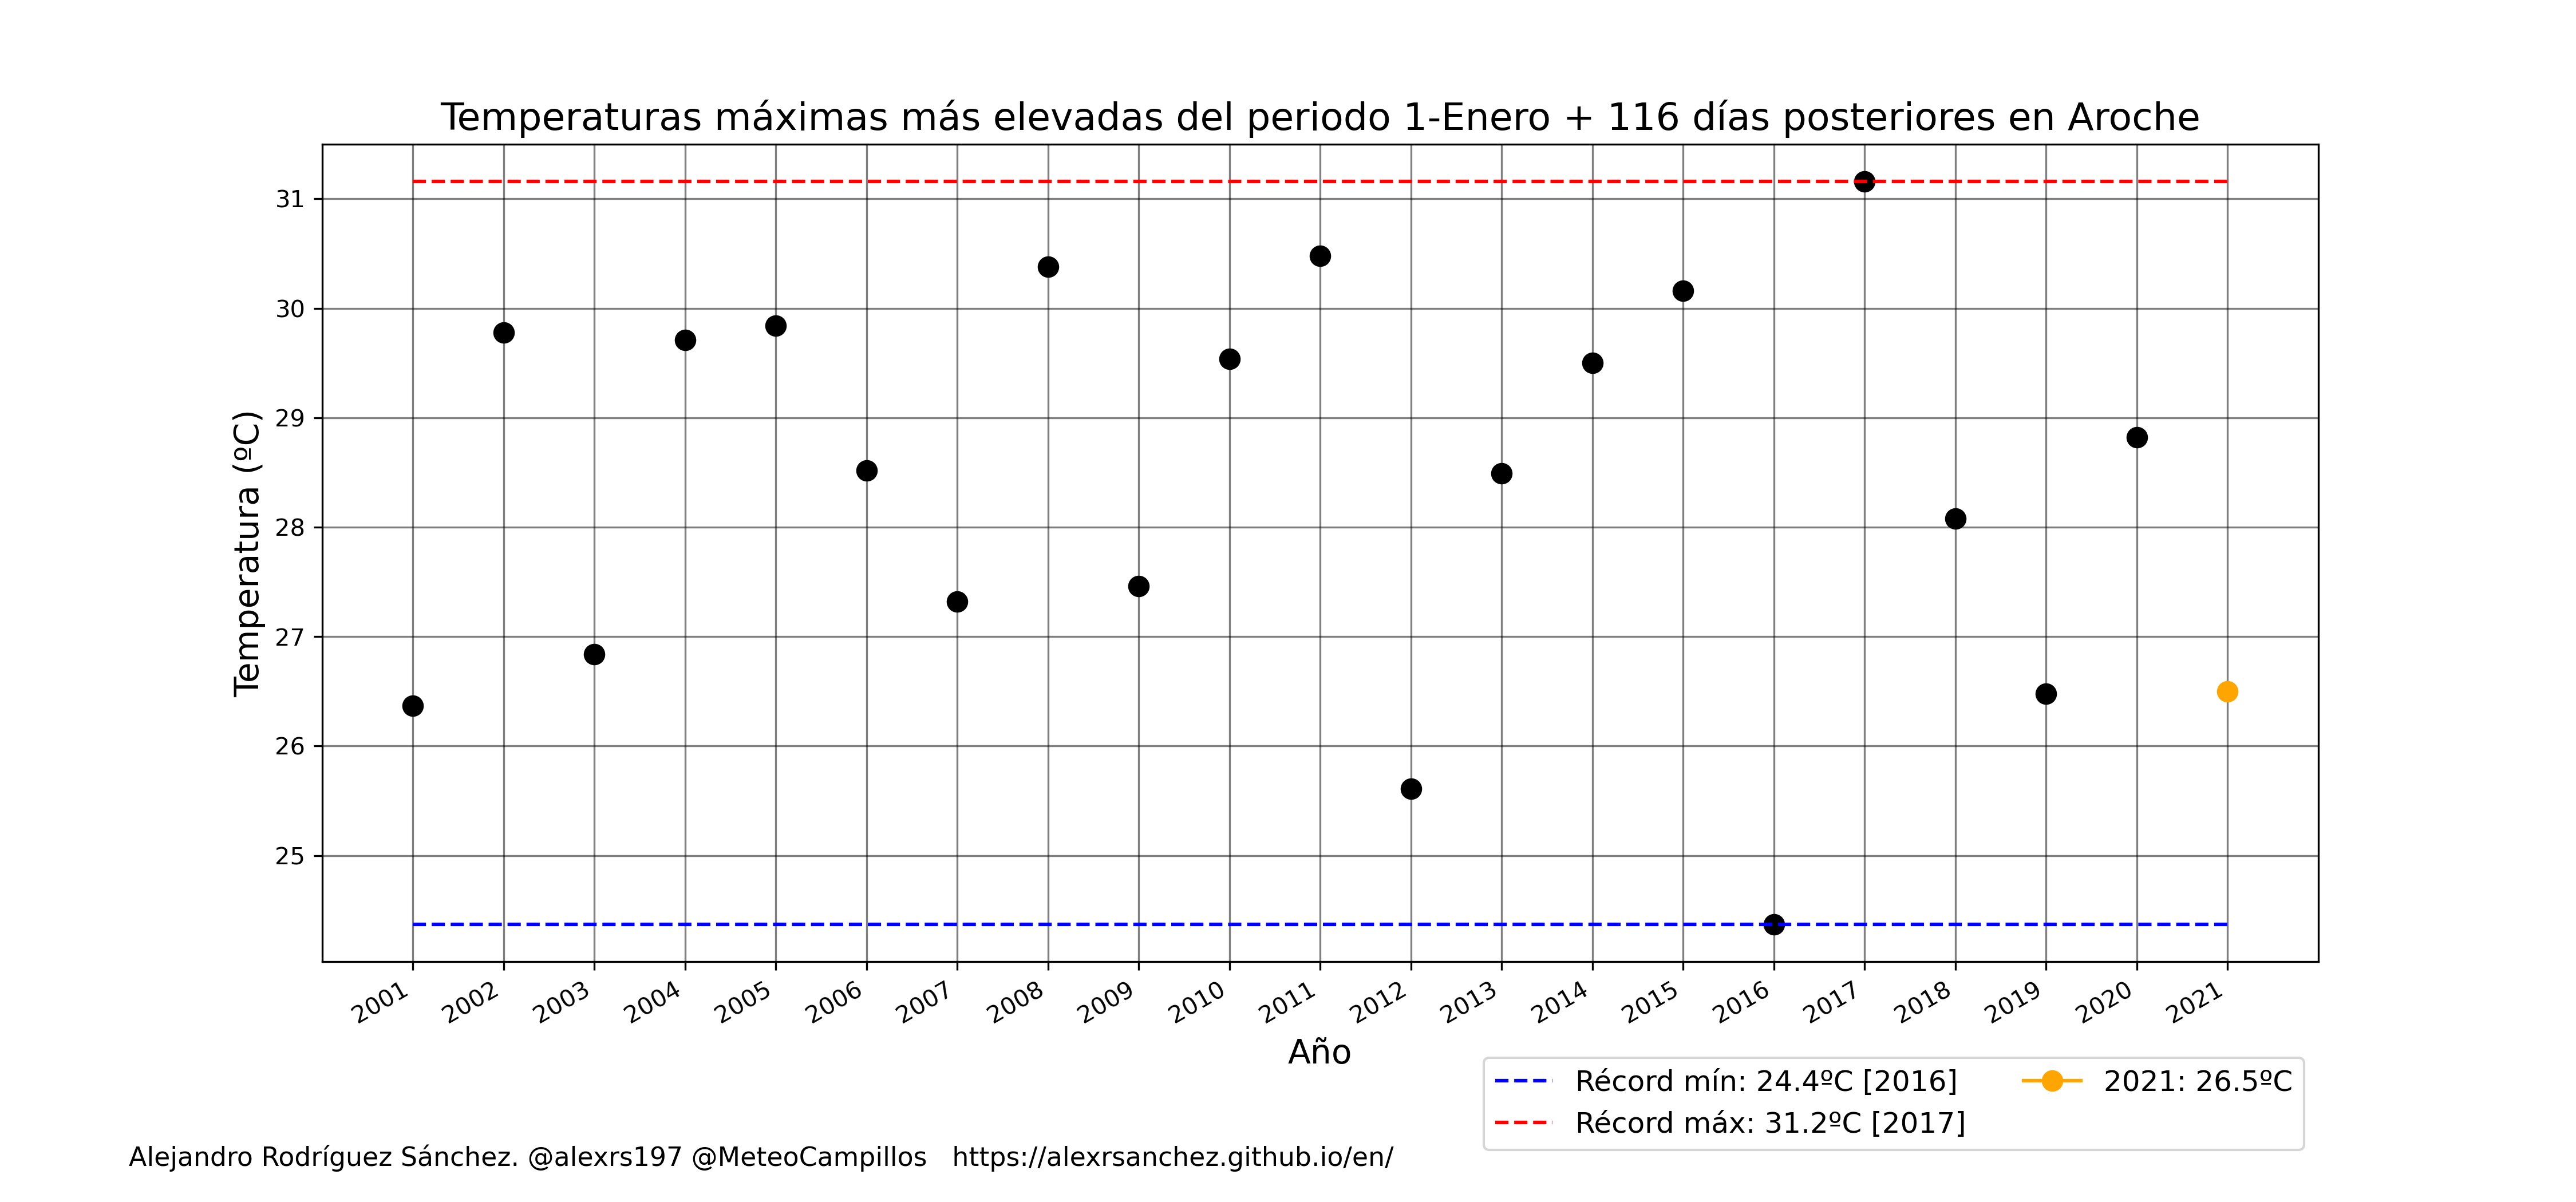 Temperaturas máximas más elevadas del periodo 1-Enero + 116 días posteriores en Aroche
Temperatura (ºC)
31
30
29
28
27
26
25
2001 2002 2003 2004 2005 2006 2007 2008 2009 2010 2011 2012 2013 2014 2015 2016 2017 2018 2019 2020 2021
Año
Récord mín: 24.4ºC [2016]
Récord máx: 31.2ºC [2017]
2021: 26.5ºC
Alejandro Rodríguez Sánchez. @alexrs197 @MeteoCampillos https://alexrsanchez.github.io/en/